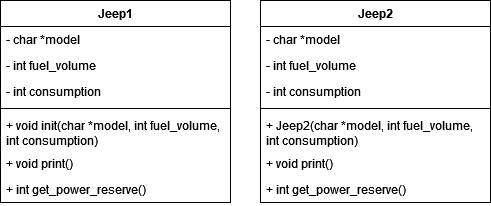 Jeep1
- char *model
- int fuel_volume
- int consumption
+ void init(char *model, int fuel_volume,
int consumption)
+ void print()
+ int get_power_reserve()
Jeep2
- char *model
- int fuel_volume
- int consumption
+ Jeep2(char *model, int fuel_volume,
int consumption)
+ void print()
+ int get_power_reserve()